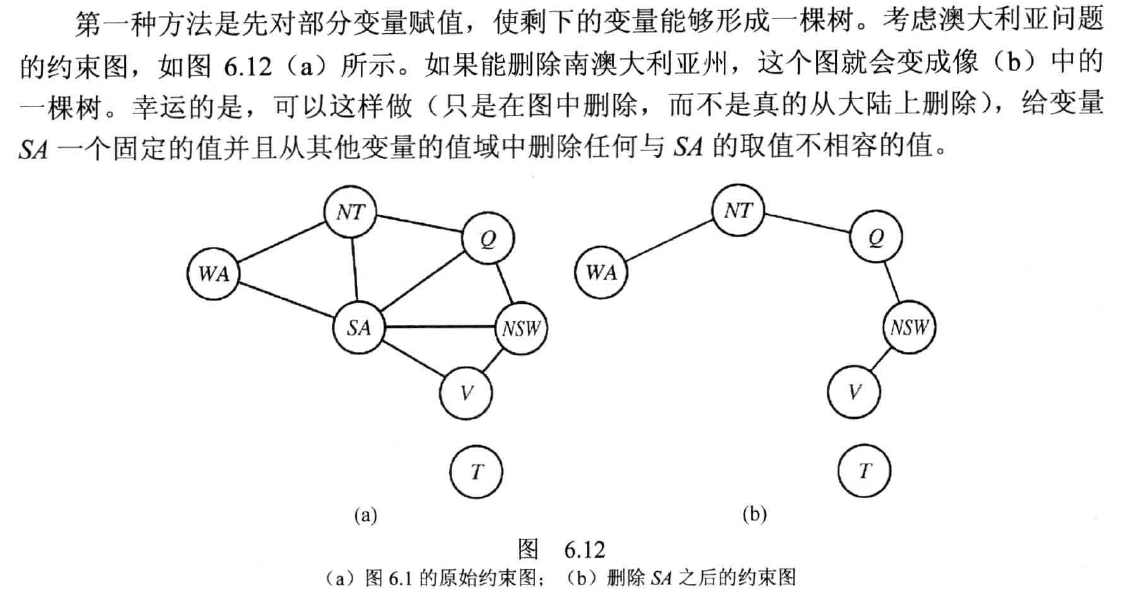 第一种方法是先对部分变量赋值，使剩下的变量能够形成一棵树。考虑澳大利亚问题
的约束图，如图 6.12（a）所示。如果能删除南澳大利亚州，这个图就会变成像（b）中的
一棵树。幸运的是，可以这样做（只是在图中删除，而不是真的从大陆上删除），给变量
SA 一个固定的值并且从其他变量的值域中删除任何与 SA 的取值不相容的值。
NT
Q
WA
SA
NSW
V
T
(a)
NT
Q
WA
NSW
V
T
(b)
图 6.12
（a）图 6.1 的原始约束图；（b）删除 SA 之后的约束图